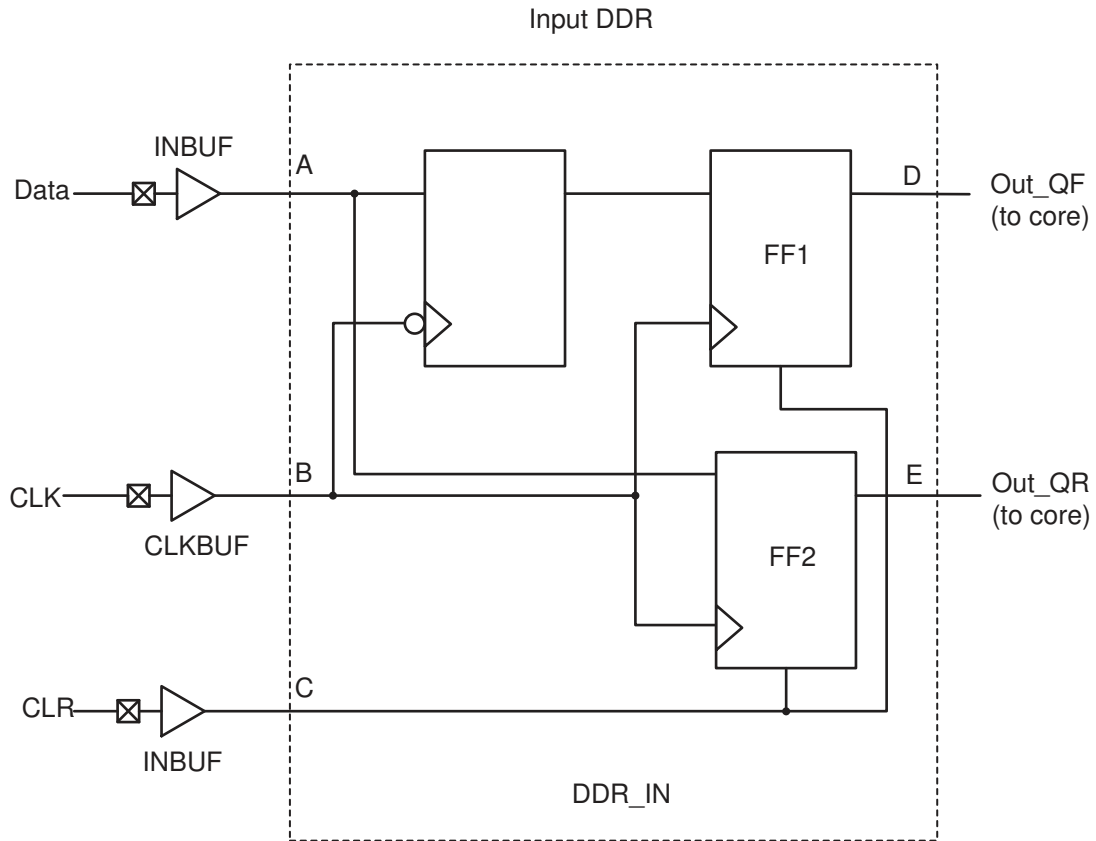 Input DDR
INBUF
A
Data
D
Out_QF
(to core)
FF1
B
CLK
CLKBUF
E
Out_QR
(to core)
FF2
C
CLR
INBUF
DDR_IN